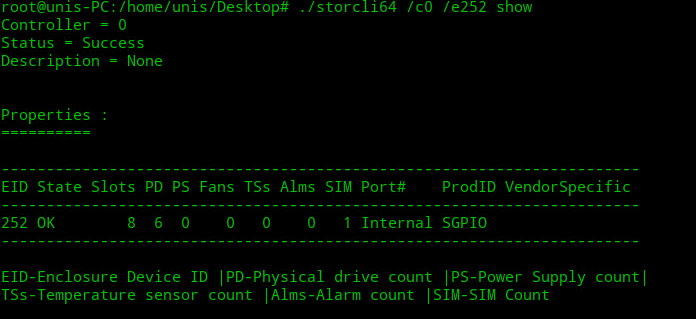 root@unis-PC:/home/unis/Desktop# ./storcli64 /c0 /e252 show
Controller = 0
Status = Success
Description = None
Properties :
==========
-----------------------------------------------------------------------
EID State Slots PD PS Fans TSs Alms SIM Port#    ProdID VendorSpecific
-----------------------------------------------------------------------
252 OK        8  6  0    0   0    0   1 Internal SGPIO
-----------------------------------------------------------------------
EID-Enclosure Device ID |PD-Physical drive count |PS-Power Supply count|
TSs-Temperature sensor count |Alms-Alarm count |SIM-SIM Count